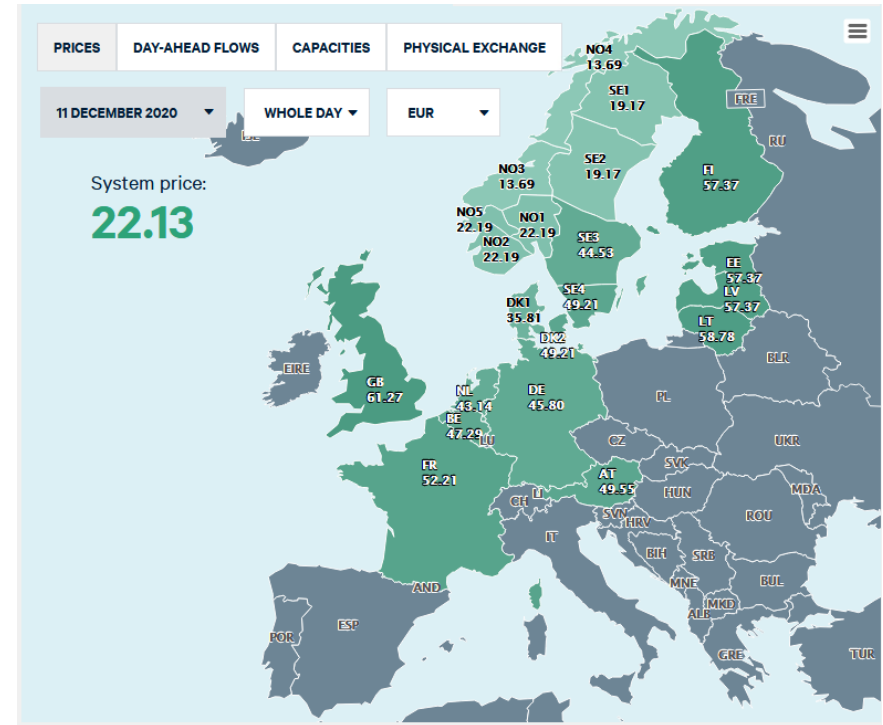 PRICES
DAY-AHEAD FLOWS
CAPACITIES
PHYSICAL EXCHANGE
11 DECEMBER 2020
WHOLE DAY
EUR
System price:
22.13
NO4
13.69
SE1
19.17
FRE
RU
SE2
19.17
NO3
13.69
FI
57.37
NO5
22.19
NO1
22.19
NO2
22.19
SE3
44.53
EE
57.37
LV
57.37
SE4
49.21
DK1
35.81
LT
58.78
DK2
49.21
BLR
EIRE
GB
61.27
NL
43.14
DE
45.80
PL
BE
47.29
LU
CZ
UKR
FR
52.21
AT
49.55
SVK
CH
LI
HUN
MDA
SVN
HRV
ROU
IT
BIH
SRB
AND
MNE
BUL
MKD
ALB
POR
ESP
GRE
TUR